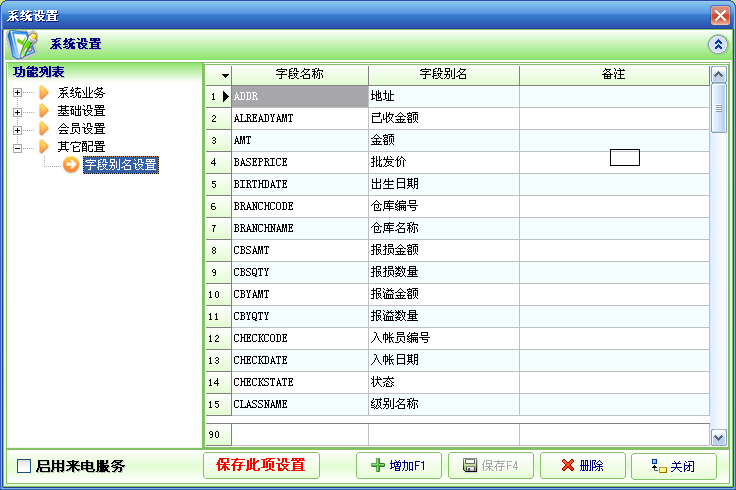 系统设置
系统设置
功能列表
系统业务
基础设置
会员设置
其它配置
字段别名设置
字段名称 字段别名 备注
1 ADDR 地址
2 ALREADYAMT 已收金额
3 AMT 金额
4 BASEPRICE 批发价
5 BIRTHDATE 出生日期
6 BRANCHCODE 仓库编号
7 BRANCHNAME 仓库名称
8 CBSAMT 报损金额
9 CBSQTY 报损数量
10 CBYAMT 报溢金额
11 CBYQTY 报溢数量
12 CHECKCODE 入帐员编号
13 CHECKDATE 入帐日期
14 CHECKSTATE 状态
15 CLASSNAME 级别名称
90
启用来电服务 保存此项设置 增加F1 保存F4 删除 关闭